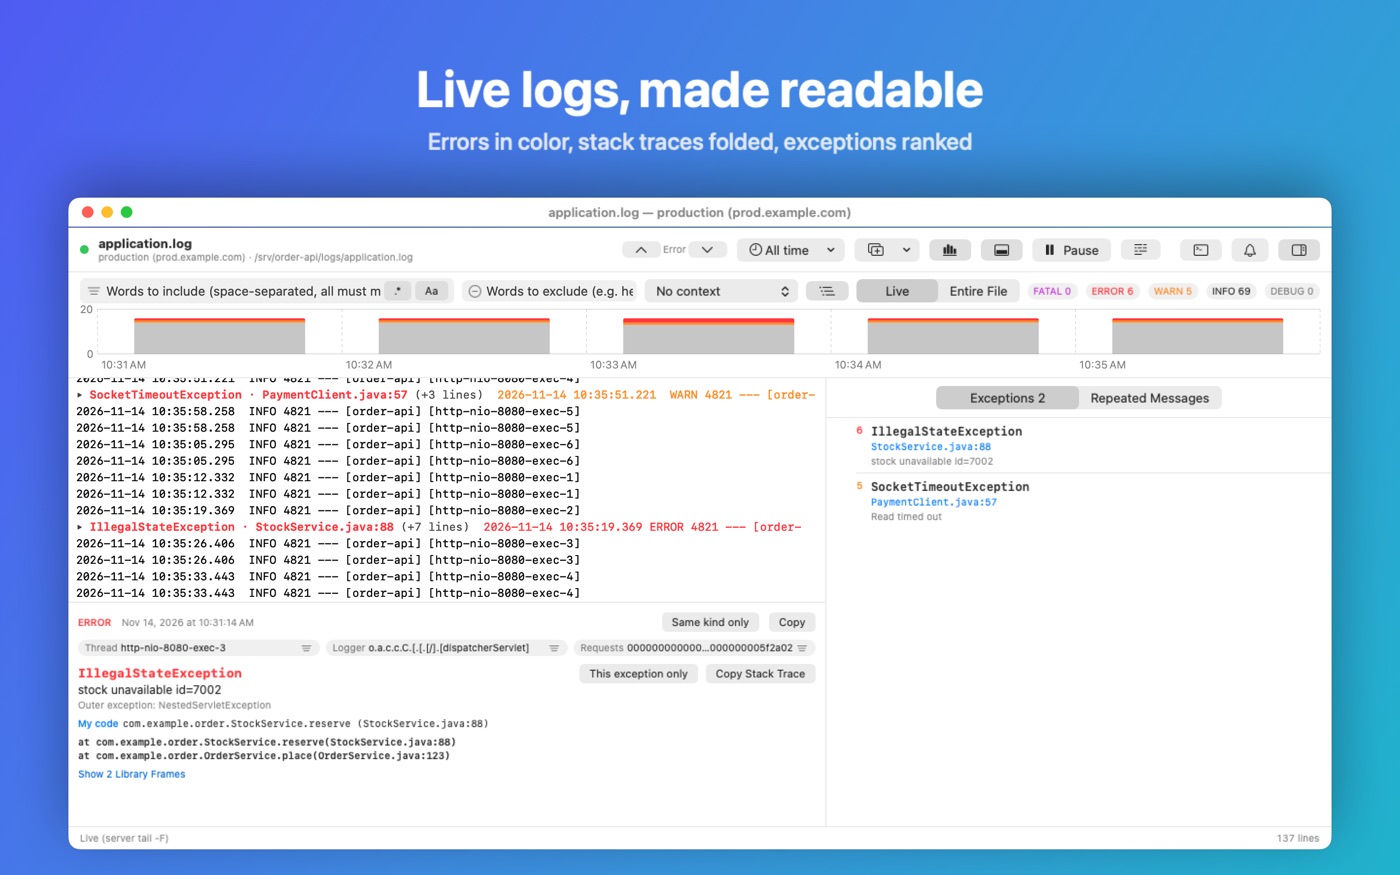 Live logs, made readable
Errors in color, stack traces folded, exceptions ranked
application.log — production (prod.example.com)
application.log
production (prod.example.com) · /srv/order-api/logs/application.log
Error
All time
Pause
Words to include (space-separated, all must m
.*
Aa
Words to exclude (e.g. he
No context
Live
Entire File
FATAL 0
ERROR 6
WARN 5
INFO 69
DEBUG 0
20
0
10:31 AM
10:32 AM
10:33 AM
10:34 AM
10:35 AM
2026-11-14 10:35:51.221 INFO 4821 --- [order-api] [http-nio-8080-exec-4]
▸ SocketTimeoutException · PaymentClient.java:57 (+3 lines) 2026-11-14 10:35:51.221 WARN 4821 --- [order-
2026-11-14 10:35:58.258 INFO 4821 --- [order-api] [http-nio-8080-exec-5]
2026-11-14 10:35:58.258 INFO 4821 --- [order-api] [http-nio-8080-exec-5]
2026-11-14 10:35:05.295 INFO 4821 --- [order-api] [http-nio-8080-exec-6]
2026-11-14 10:35:05.295 INFO 4821 --- [order-api] [http-nio-8080-exec-6]
2026-11-14 10:35:12.332 INFO 4821 --- [order-api] [http-nio-8080-exec-1]
2026-11-14 10:35:12.332 INFO 4821 --- [order-api] [http-nio-8080-exec-1]
2026-11-14 10:35:19.369 INFO 4821 --- [order-api] [http-nio-8080-exec-2]
▸ IllegalStateException · StockService.java:88 (+7 lines) 2026-11-14 10:35:19.369 ERROR 4821 --- [order-
2026-11-14 10:35:26.406 INFO 4821 --- [order-api] [http-nio-8080-exec-3]
2026-11-14 10:35:26.406 INFO 4821 --- [order-api] [http-nio-8080-exec-3]
2026-11-14 10:35:33.443 INFO 4821 --- [order-api] [http-nio-8080-exec-4]
2026-11-14 10:35:33.443 INFO 4821 --- [order-api] [http-nio-8080-exec-4]
Exceptions 2
Repeated Messages
6 IllegalStateException
StockService.java:88
stock unavailable id=7002
5 SocketTimeoutException
PaymentClient.java:57
Read timed out
ERROR Nov 14, 2026 at 10:31:14 AM
Same kind only
Copy
Thread http-nio-8080-exec-3
Logger o.a.c.c.C.[.[.[/].[dispatcherServlet]
Requests 000000000000...000000005f2a02
IllegalStateException
This exception only
Copy Stack Trace
stock unavailable id=7002
Outer exception: NestedServletException
My code com.example.order.StockService.reserve (StockService.java:88)
at com.example.order.StockService.reserve(StockService.java:88)
at com.example.order.OrderService.place(OrderService.java:123)
Show 2 Library Frames
Live (server tail -F)
137 lines